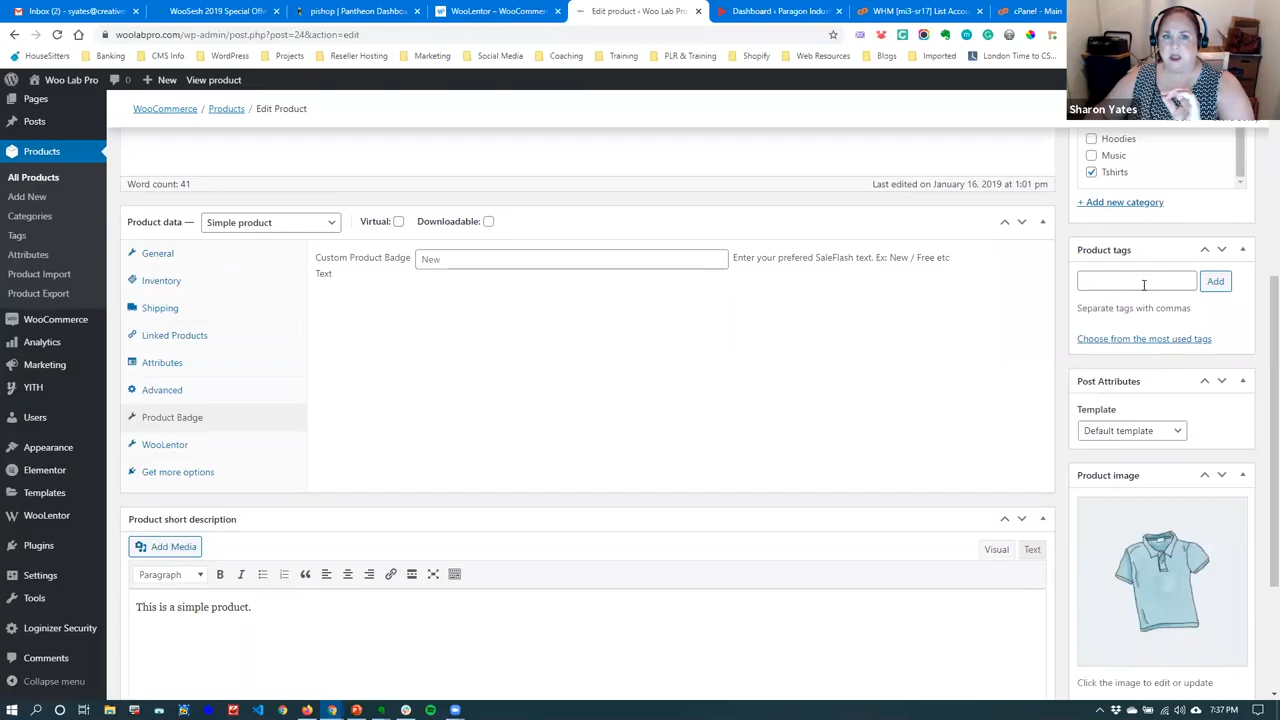 Inbox (31) - syates@creative
WooSesh 2019 Special Offe
pishop | Pantheon Dashboa
WooLentor – WooCommerc
Edit product ‹ Woo Lab Pro
Dashboard ‹ Paragon Indus
WHM [mi3-sr17] List Accou
cPanel - Main
woolabpro.com/wp-admin/post.php?post=24&action=edit
HouseSitters
Banking
CMS Info
WordPress
Projects
Reseller Hosting
Marketing
Social Media
Coaching
Training
PLR & Training
Shopify
Web Resources
Blogs
Imported
London Time to CS...
Woo Lab Pro
0
New
View product
Sharon Yates
WooCommerce / Products / Edit Product
Pages
Posts
Products
All Products
Add New
Categories
Tags
Attributes
Product Import
Product Export
WooCommerce
Analytics
Marketing
YITH
Users
Appearance
Elementor
Templates
WooLentor
Plugins
Settings
Tools
Loginizer Security
Comments
Collapse menu
Word count: 41
Last edited on January 16, 2019 at 1:01 pm
Product data —
Simple product
Virtual:
Downloadable:
General
Inventory
Shipping
Linked Products
Attributes
Advanced
Product Badge
WooLentor
Get more options
Custom Product Badge
Text
New
Enter your prefered SaleFlash text. Ex: New / Free etc
Product short description
Add Media
Visual
Text
Paragraph
B
I
This is a simple product.
Hoodies
Music
Tshirts
+ Add new category
Product tags
Add
Separate tags with commas
Choose from the most used tags
Post Attributes
Template
Default template
Product image
Click the image to edit or update
7:37 PM